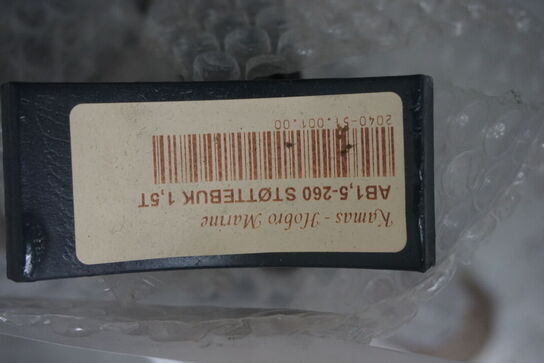 Kamas - Hobro Marine
AB1,5-260 STØTTEBUK 1,5T
2040-51.001.00